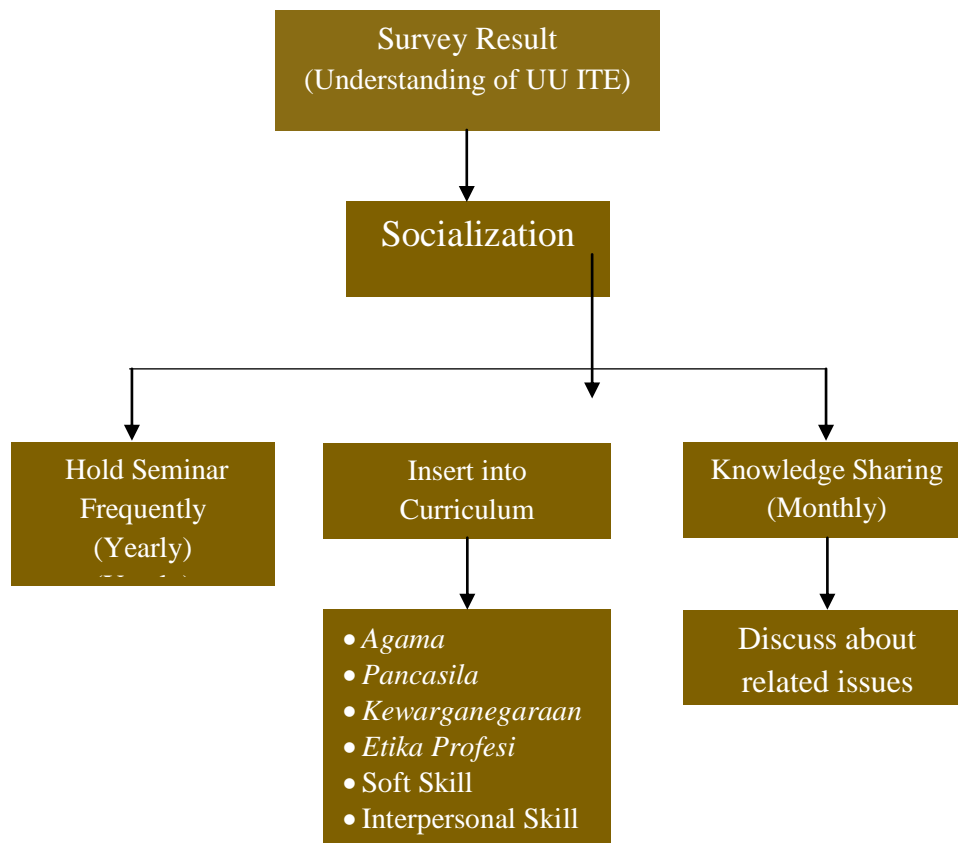 Survey Result
(Understanding of UU ITE)
Socialization
Hold Seminar
Frequently
(Yearly)
Insert into
Curriculum
Knowledge Sharing
(Monthly)
• Agama
• Pancasila
• Kewarganegaraan
• Etika Profesi
• Soft Skill
• Interpersonal Skill
Discuss about
related issues